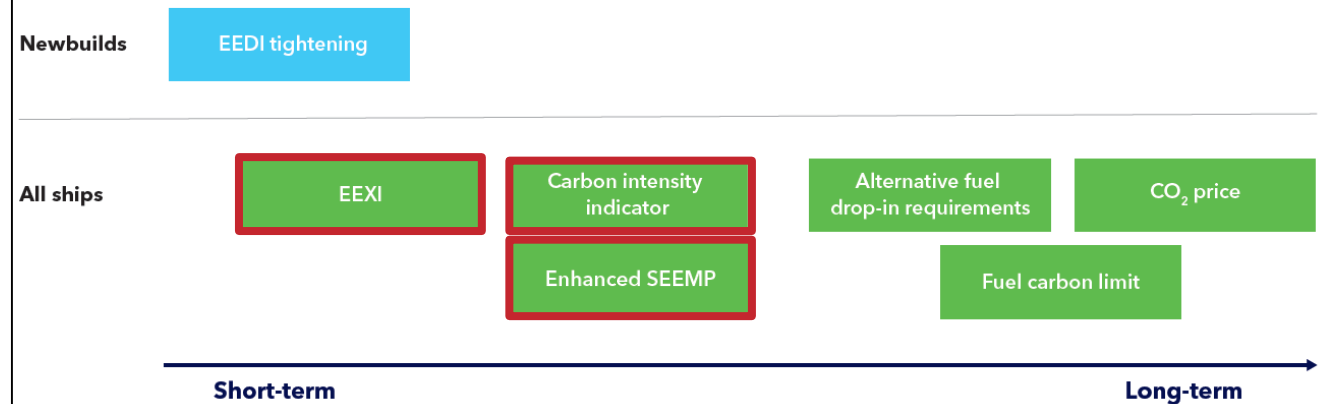 Newbuilds
EEDI tightening
All ships
EEXI
Carbon intensity
indicator
Alternative fuel
drop-in requirements
CO₂ price
Enhanced SEEMP
Fuel carbon limit
Short-term
Long-term